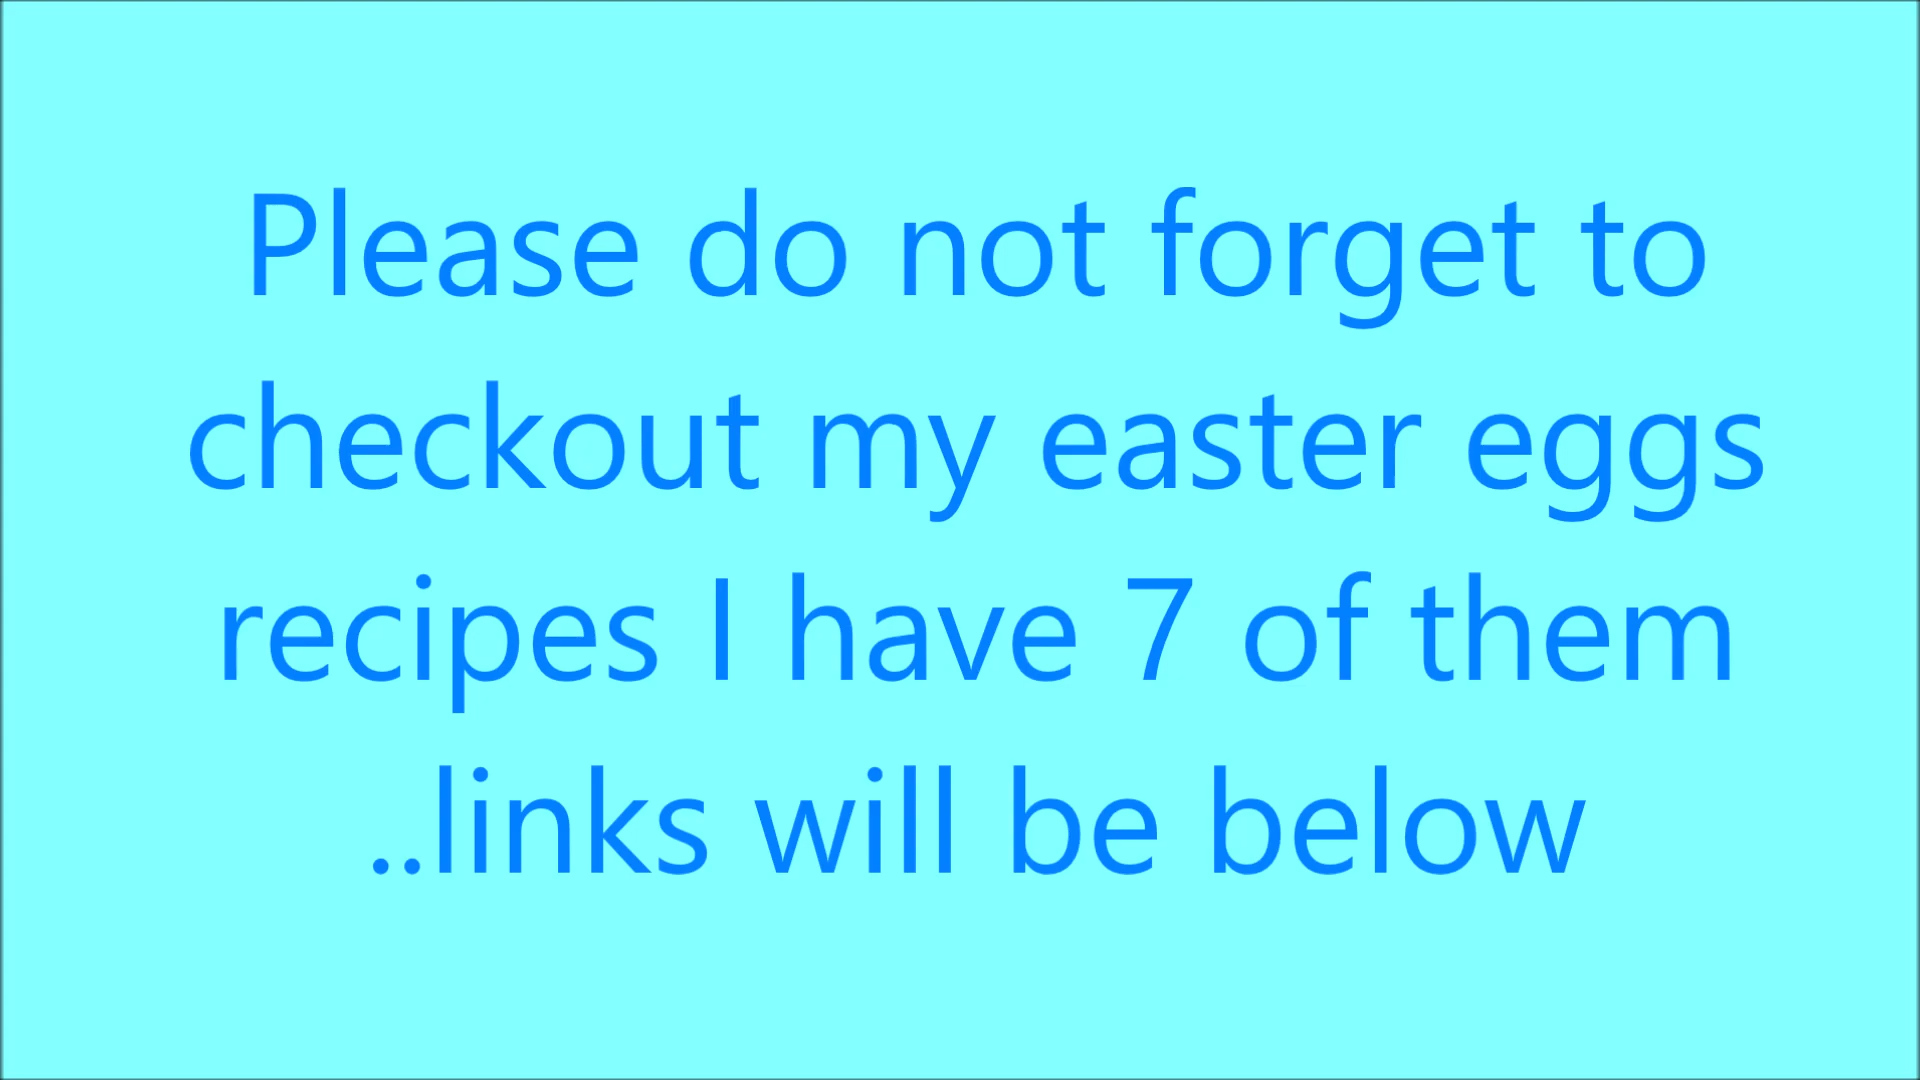 Please do not forget to
checkout my easter eggs
recipes I have 7 of them
..links will be below